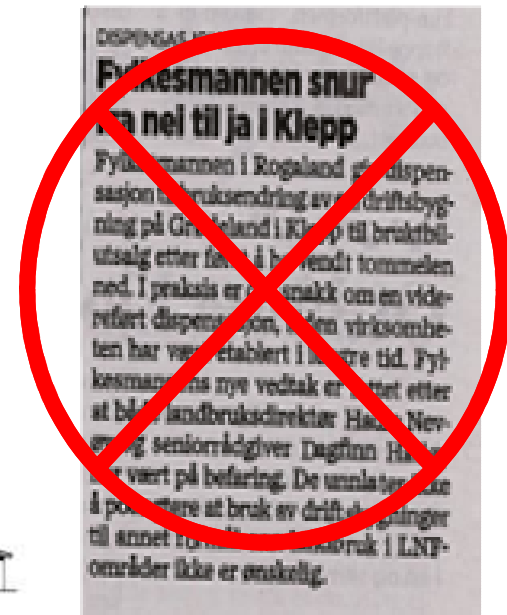 DISPENSASJON
Fylkesmannen snur
fra nei til ja i Klepp
Fylkesmannen i Rogaland gir dispen-
sasjon til bruksendring av en driftsbyg-
ning på i Klepp til bruktbil-
utsalg etter først å ha vendt tommelen
ned. I praksis er det snakk om en vide-
reført dispensasjon, siden virksomhe-
ten har vært etablert i lengre tid. Fyl-
kesmannens nye vedtak er fattet etter
at både landbruksdirektør Nev-
og seniorrådgiver Dagfinn
har vært på befaring. De unnlater ikke
å påpeke at bruk av driftsbygninger
til annet i LNF-
områder ikke er ønskelig.